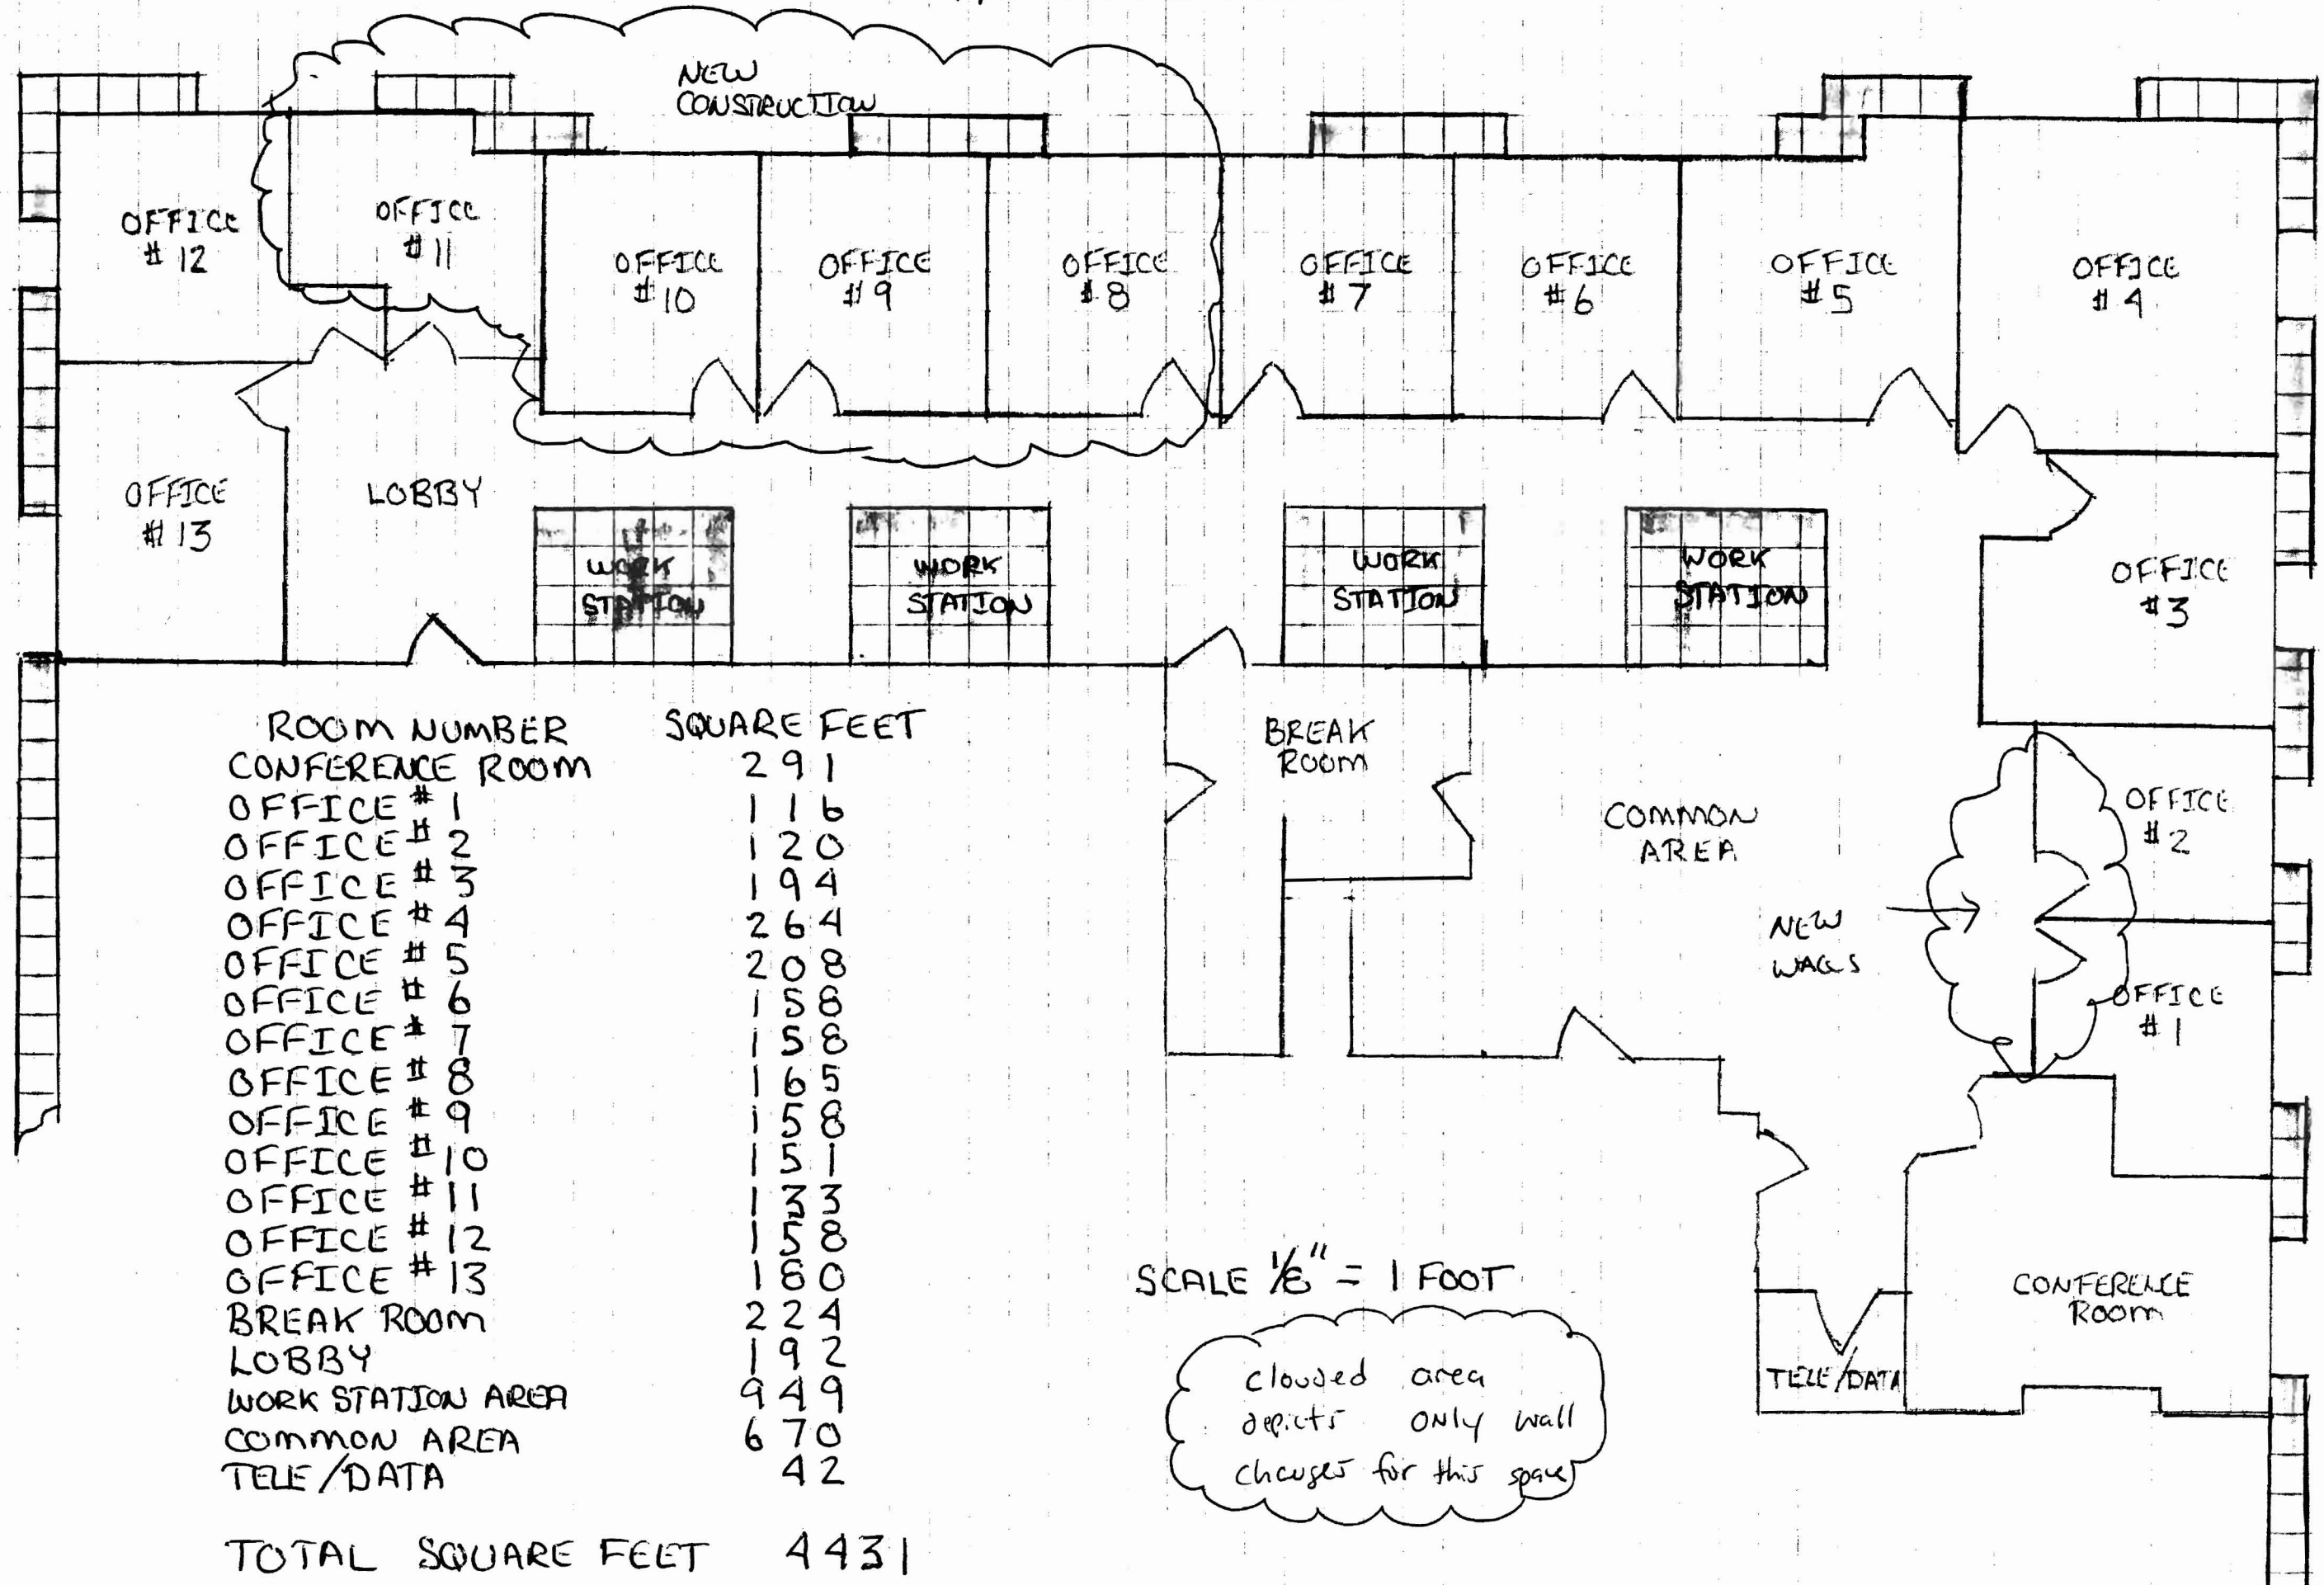 NEW
CONSTRUCTION
OFFICE
# 12
OFFICE
# 11
OFFICE
# 10
OFFICE
# 9
OFFICE
# 8
OFFICE
# 7
OFFICE
# 6
OFFICE
# 5
OFFICE
# 4
OFFICE
# 13
LOBBY
WORK
STATION
WORK
STATION
WORK
STATION
WORK
STATION
OFFICE
# 3
BREAK
ROOM
COMMON
AREA
OFFICE
# 2
NEW
WALLS
OFFICE
# 1
CONFERENCE
ROOM
TELE/DATA
ROOM NUMBER SQUARE FEET
CONFERENCE ROOM 291
OFFICE # 1 116
OFFICE # 2 120
OFFICE # 3 194
OFFICE # 4 264
OFFICE # 5 208
OFFICE # 6 158
OFFICE # 7 158
OFFICE # 8 165
OFFICE # 9 158
OFFICE # 10 151
OFFICE # 11 133
OFFICE # 12 158
OFFICE # 13 180
BREAK ROOM 224
LOBBY 192
WORK STATION AREA 949
COMMON AREA 670
TELE/DATA 42
TOTAL SQUARE FEET 4431
SCALE 1/8" = 1 FOOT
clouded area
depicts only wall
changes for this space